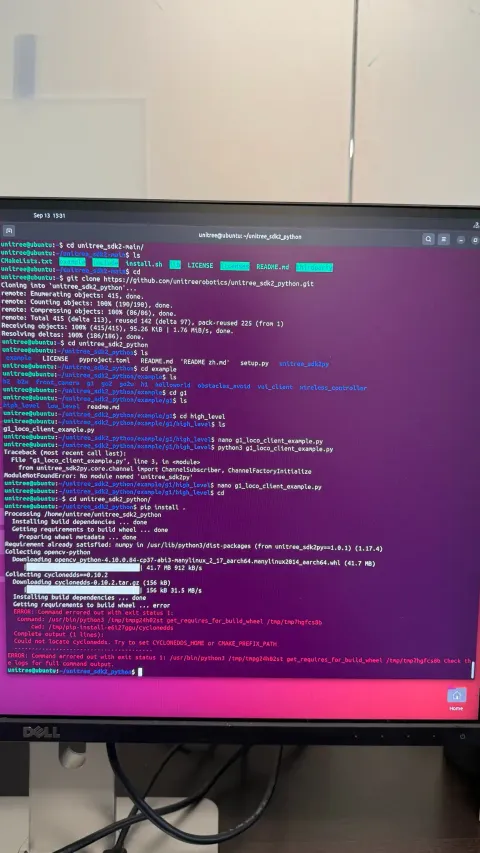 Sep 13 13:31
unitree@ubuntu: ~/unitree_sdk2_python
unitree@ubuntu:~$ cd unitree_sdk2-main/
unitree@ubuntu:~/unitree_sdk2-main$ ls
CMakeLists.txt install.sh LICENSE README.md
unitree@ubuntu:~/unitree_sdk2-main$ cd
unitree@ubuntu:~$ git clone https://github.com/unitreerobotics/unitree_sdk2_python.git
Cloning into 'unitree_sdk2_python'...
remote: Enumerating objects: 415, done.
remote: Counting objects: 100% (190/190), done.
remote: Compressing objects: 100% (86/86), done.
remote: Total 415 (delta 113), reused 142 (delta 97), pack-reused 225 (from 1)
Receiving objects: 100% (415/415), 95.26 KiB | 1.76 MiB/s, done.
Resolving deltas: 100% (186/186), done.
unitree@ubuntu:~$ cd unitree_sdk2_python
unitree@ubuntu:~/unitree_sdk2_python$ ls
example LICENSE pyproject.toml README.md 'README zh.md' setup.py unitree_sdk2py
unitree@ubuntu:~/unitree_sdk2_python$ cd example
unitree@ubuntu:~/unitree_sdk2_python/example$ ls
b2 b2w front_camera g1 go2 go2w h1 helloworld obstacles_avoid vui_client wireless_controller
unitree@ubuntu:~/unitree_sdk2_python/example$ cd g1
unitree@ubuntu:~/unitree_sdk2_python/example/g1$ ls
high_level low_level readme.md
unitree@ubuntu:~/unitree_sdk2_python/example/g1$ cd high_level
unitree@ubuntu:~/unitree_sdk2_python/example/g1/high_level$ ls
g1_loco_client_example.py
unitree@ubuntu:~/unitree_sdk2_python/example/g1/high_level$ nano g1_loco_client_example.py
unitree@ubuntu:~/unitree_sdk2_python/example/g1/high_level$ python3 g1_loco_client_example.py
Traceback (most recent call last):
File "g1_loco_client_example.py", line 3, in <module>
from unitree_sdk2py.core.channel import ChannelSubscriber, ChannelFactoryInitialize
ModuleNotFoundError: No module named 'unitree_sdk2py'
unitree@ubuntu:~/unitree_sdk2_python/example/g1/high_level$ nano g1_loco_client_example.py
unitree@ubuntu:~/unitree_sdk2_python/example/g1/high_level$ cd
unitree@ubuntu:~$ cd unitree_sdk2_python/
unitree@ubuntu:~/unitree_sdk2_python$ pip install .
Processing /home/unitree/unitree_sdk2_python
Installing build dependencies ... done
Getting requirements to build wheel ... done
Preparing wheel metadata ... done
Requirement already satisfied: numpy in /usr/lib/python3/dist-packages (from unitree_sdk2py==1.0.1) (1.17.4)
Collecting opencv-python
Downloading opencv_python-4.10.0.84-cp37-abi3-manylinux_2_17_aarch64.manylinux2014_aarch64.whl (41.7 MB)
41.7 MB 912 kB/s
Collecting cyclonedds==0.10.2
Downloading cyclonedds-0.10.2.tar.gz (156 kB)
156 kB 31.5 MB/s
Installing build dependencies ... done
Getting requirements to build wheel ... error
ERROR: Command errored out with exit status 1:
command: /usr/bin/python3 /tmp/tmpg24h82st get_requires_for_build_wheel /tmp/tmp7hgfcs8b
cwd: /tmp/pip-install-e6i27pgu/cyclonedds
Complete output (1 lines):
Could not locate cyclonedds. Try to set CYCLONEDDS_HOME or CMAKE_PREFIX_PATH
----------------------------------------
ERROR: Command errored out with exit status 1: /usr/bin/python3 /tmp/tmpg24h82st get_requires_for_build_wheel /tmp/tmp7hgfcs8b Check th
e logs for full command output.
unitree@ubuntu:~/unitree_sdk2_python$
Home
DELL